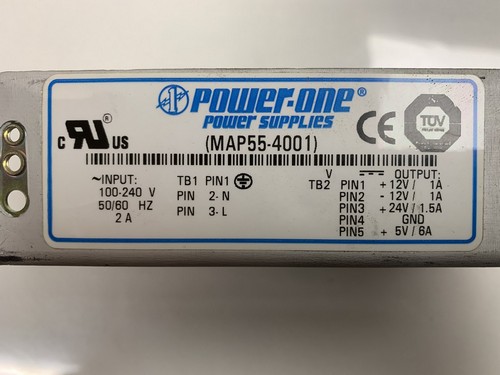 POWER-ONE®
POWER SUPPLIES
C RU® US
(MAP55-4001)
CE
TÜV
~INPUT:
100-240 V
50/60 HZ
2 A
TB1 PIN1
PIN 2- N
PIN 3- L
V OUTPUT:
TB2 PIN1 +12V/ 1A
PIN2 -12V/ 1A
PIN3 +24V/1.5A
PIN4 GND
PIN5 + 5V/ 6A